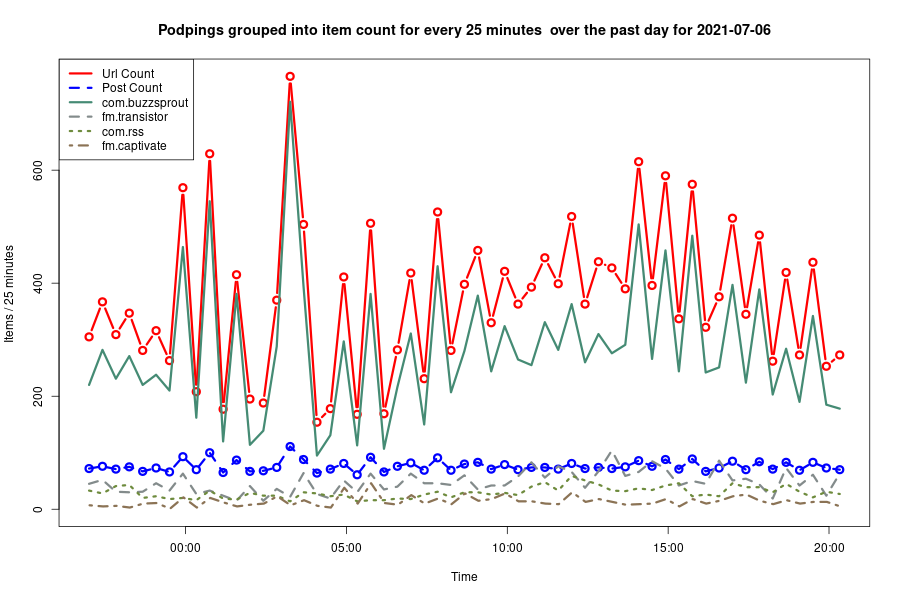 Podpings grouped into item count for every 25 minutes  over the past day for 2021-07-06
Url Count
Post Count
com.buzzsprout
fm.transistor
com.rss
fm.captivate
Items / 25 minutes
0
200
400
600
00:00
05:00
10:00
15:00
20:00
Time